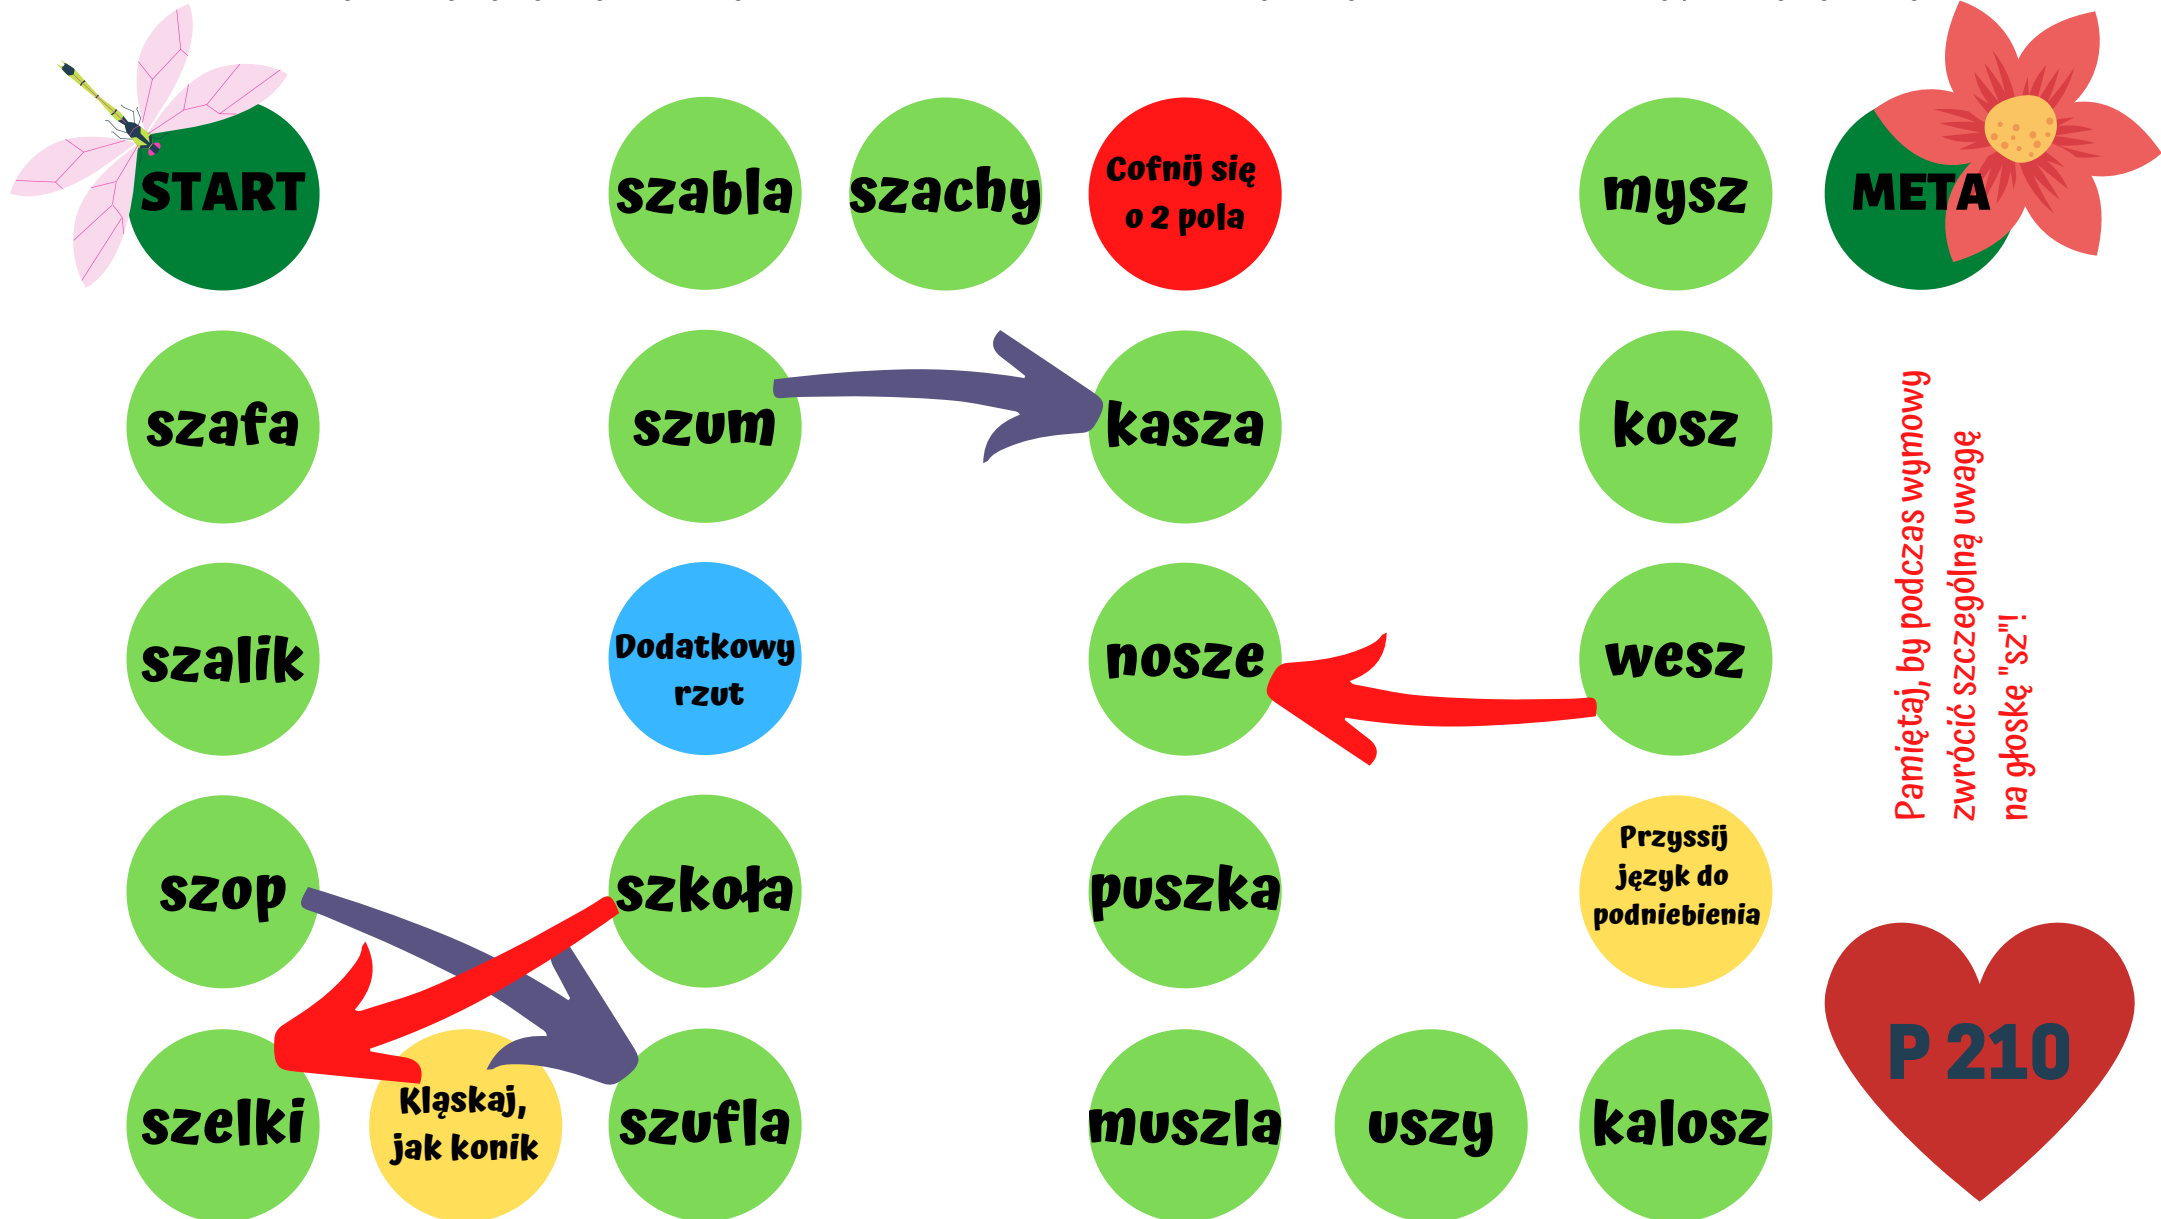 START
szabla
szachy
Cofnij się
o 2 pola
mysz
META
szafa
szum
kasza
kosz
szalik
Dodatkowy
rzut
nosze
wesz
Pamiętaj, by podczas wymowy
zwrócić szczególną uwagę
na głoskę "sz"!
szop
szkoła
puszka
Przyssij
język do
podniebienia
szelki
Kląskaj,
jak konik
szufla
muszla
uszy
kalosz
P 210